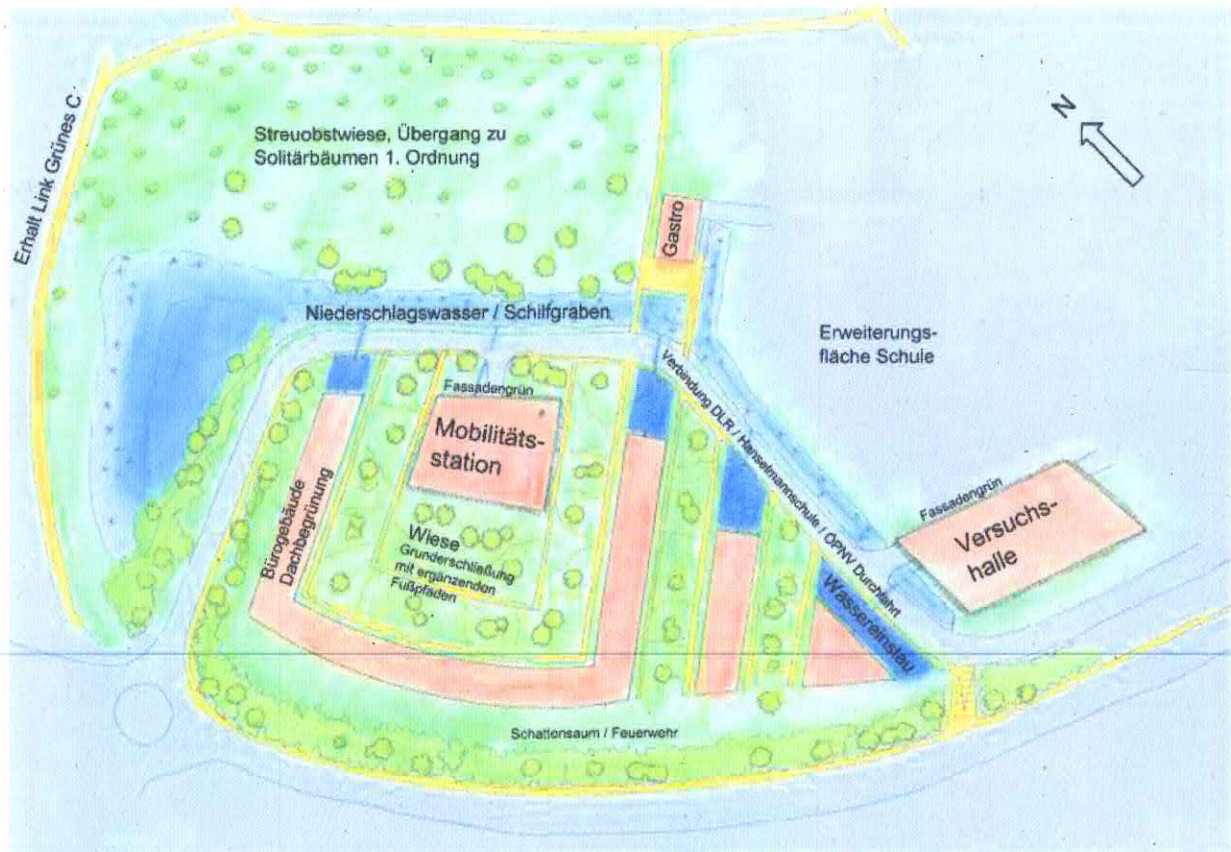 Erhalt Link Grünes C
Streuobstwiese, Übergang zu
Solitärbäumen 1. Ordnung
N
Gastro
Niederschlagswasser / Schilfgraben
Erweiterungs-
fläche Schule
Verbindung DLR / Hanselmannschule / ÖPNV Durchfahrt
Fassadengrün
Mobilitäts-
station
Bürogebäude
Dachbegrünung
Wiese
Grunderschließung
mit ergänzenden
Fußpfaden
Fassadengrün
Versuchs-
halle
Wassereinstau
Schattensaum / Feuerwehr